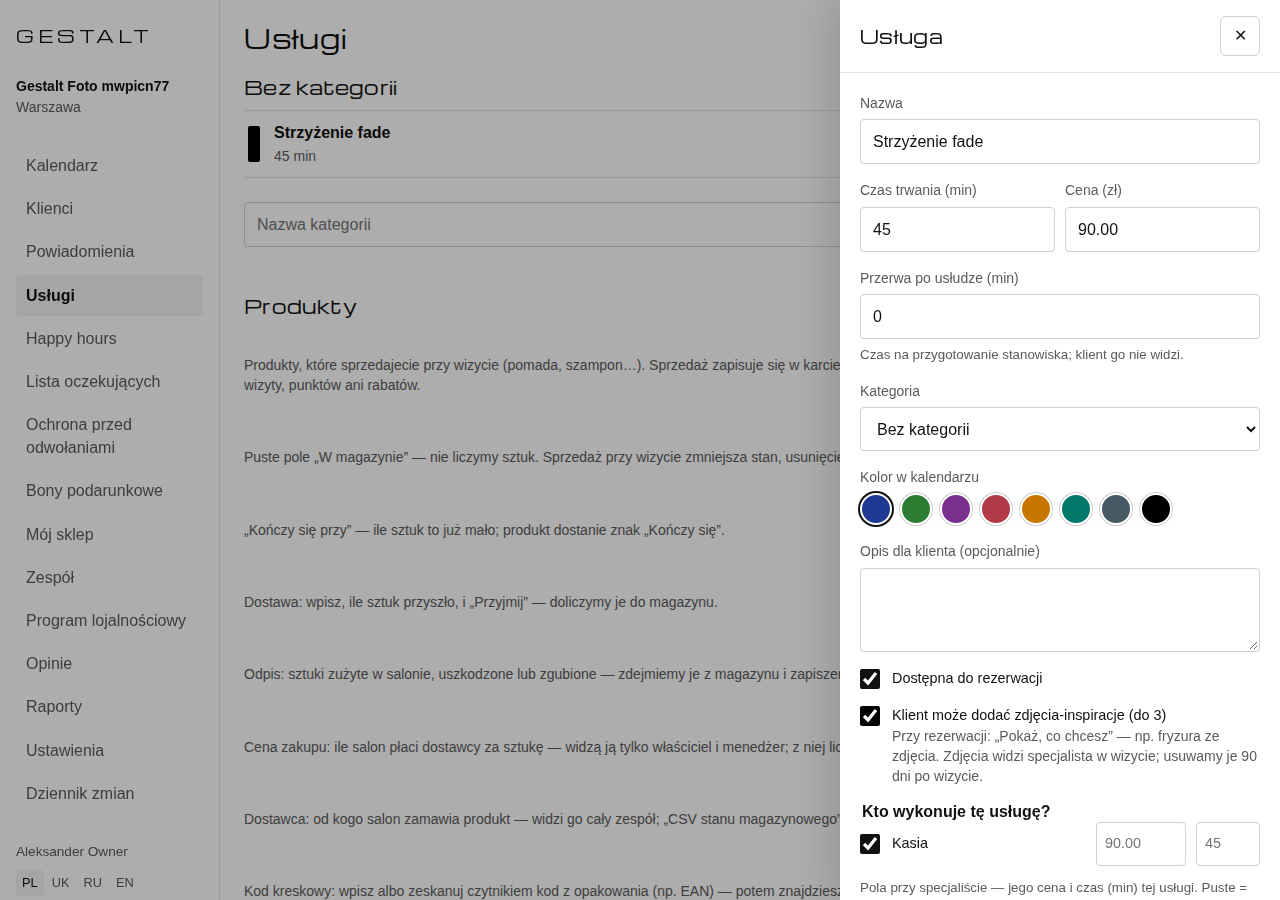 GESTALT
Gestalt Foto mwpicn77
Warszawa
Kalendarz
Klienci
Powiadomienia
Usługi
Happy hours
Lista oczekujących
Ochrona przed
odwołaniami
Bony podarunkowe
Mój sklep
Zespół
Program lojalnościowy
Opinie
Raporty
Ustawienia
Dziennik zmian
Aleksander Owner
PL UK RU EN
Usługi
Bez kategorii
Strzyżenie fade
45 min
Nazwa kategorii
Produkty
Produkty, które sprzedajecie przy wizycie (pomada, szampon…). Sprzedaż zapisuje się w karcie
wizyty, punktów ani rabatów.
Puste pole „W magazynie” — nie liczymy sztuk. Sprzedaż przy wizycie zmniejsza stan, usunięcie
„Kończy się przy” — ile sztuk to już mało; produkt dostanie znak „Kończy się”.
Dostawa: wpisz, ile sztuk przyszło, i „Przyjmij” — doliczymy je do magazynu.
Odpis: sztuki zużyte w salonie, uszkodzone lub zgubione — zdejmiemy je z magazynu i
Cena zakupu: ile salon płaci dostawcy za sztukę — widzą ją tylko właściciel i menedżer; z niej
Dostawca: od kogo salon zamawia produkt — widzi go cały zespół; „CSV stanu magazynowego”
Kod kreskowy: wpisz albo zeskanuj czytnikiem kod z opakowania (np. EAN) — potem
Usługa
✕
Nazwa
Strzyżenie fade
Czas trwania (min)
Cena (zł)
45
90.00
Przerwa po usłudze (min)
0
Czas na przygotowanie stanowiska; klient go nie widzi.
Kategoria
Bez kategorii
Kolor w kalendarzu
Opis dla klienta (opcjonalnie)
Dostępna do rezerwacji
Klient może dodać zdjęcia-inspiracje (do 3)
Przy rezerwacji: „Pokaż, co chcesz” — np. fryzura ze
zdjęcia. Zdjęcia widzi specjalista w wizycie; usuwamy je 90
dni po wizycie.
Kto wykonuje tę usługę?
Kasia
90.00
45
Pola przy specjaliście — jego cena i czas (min) tej usługi. Puste =